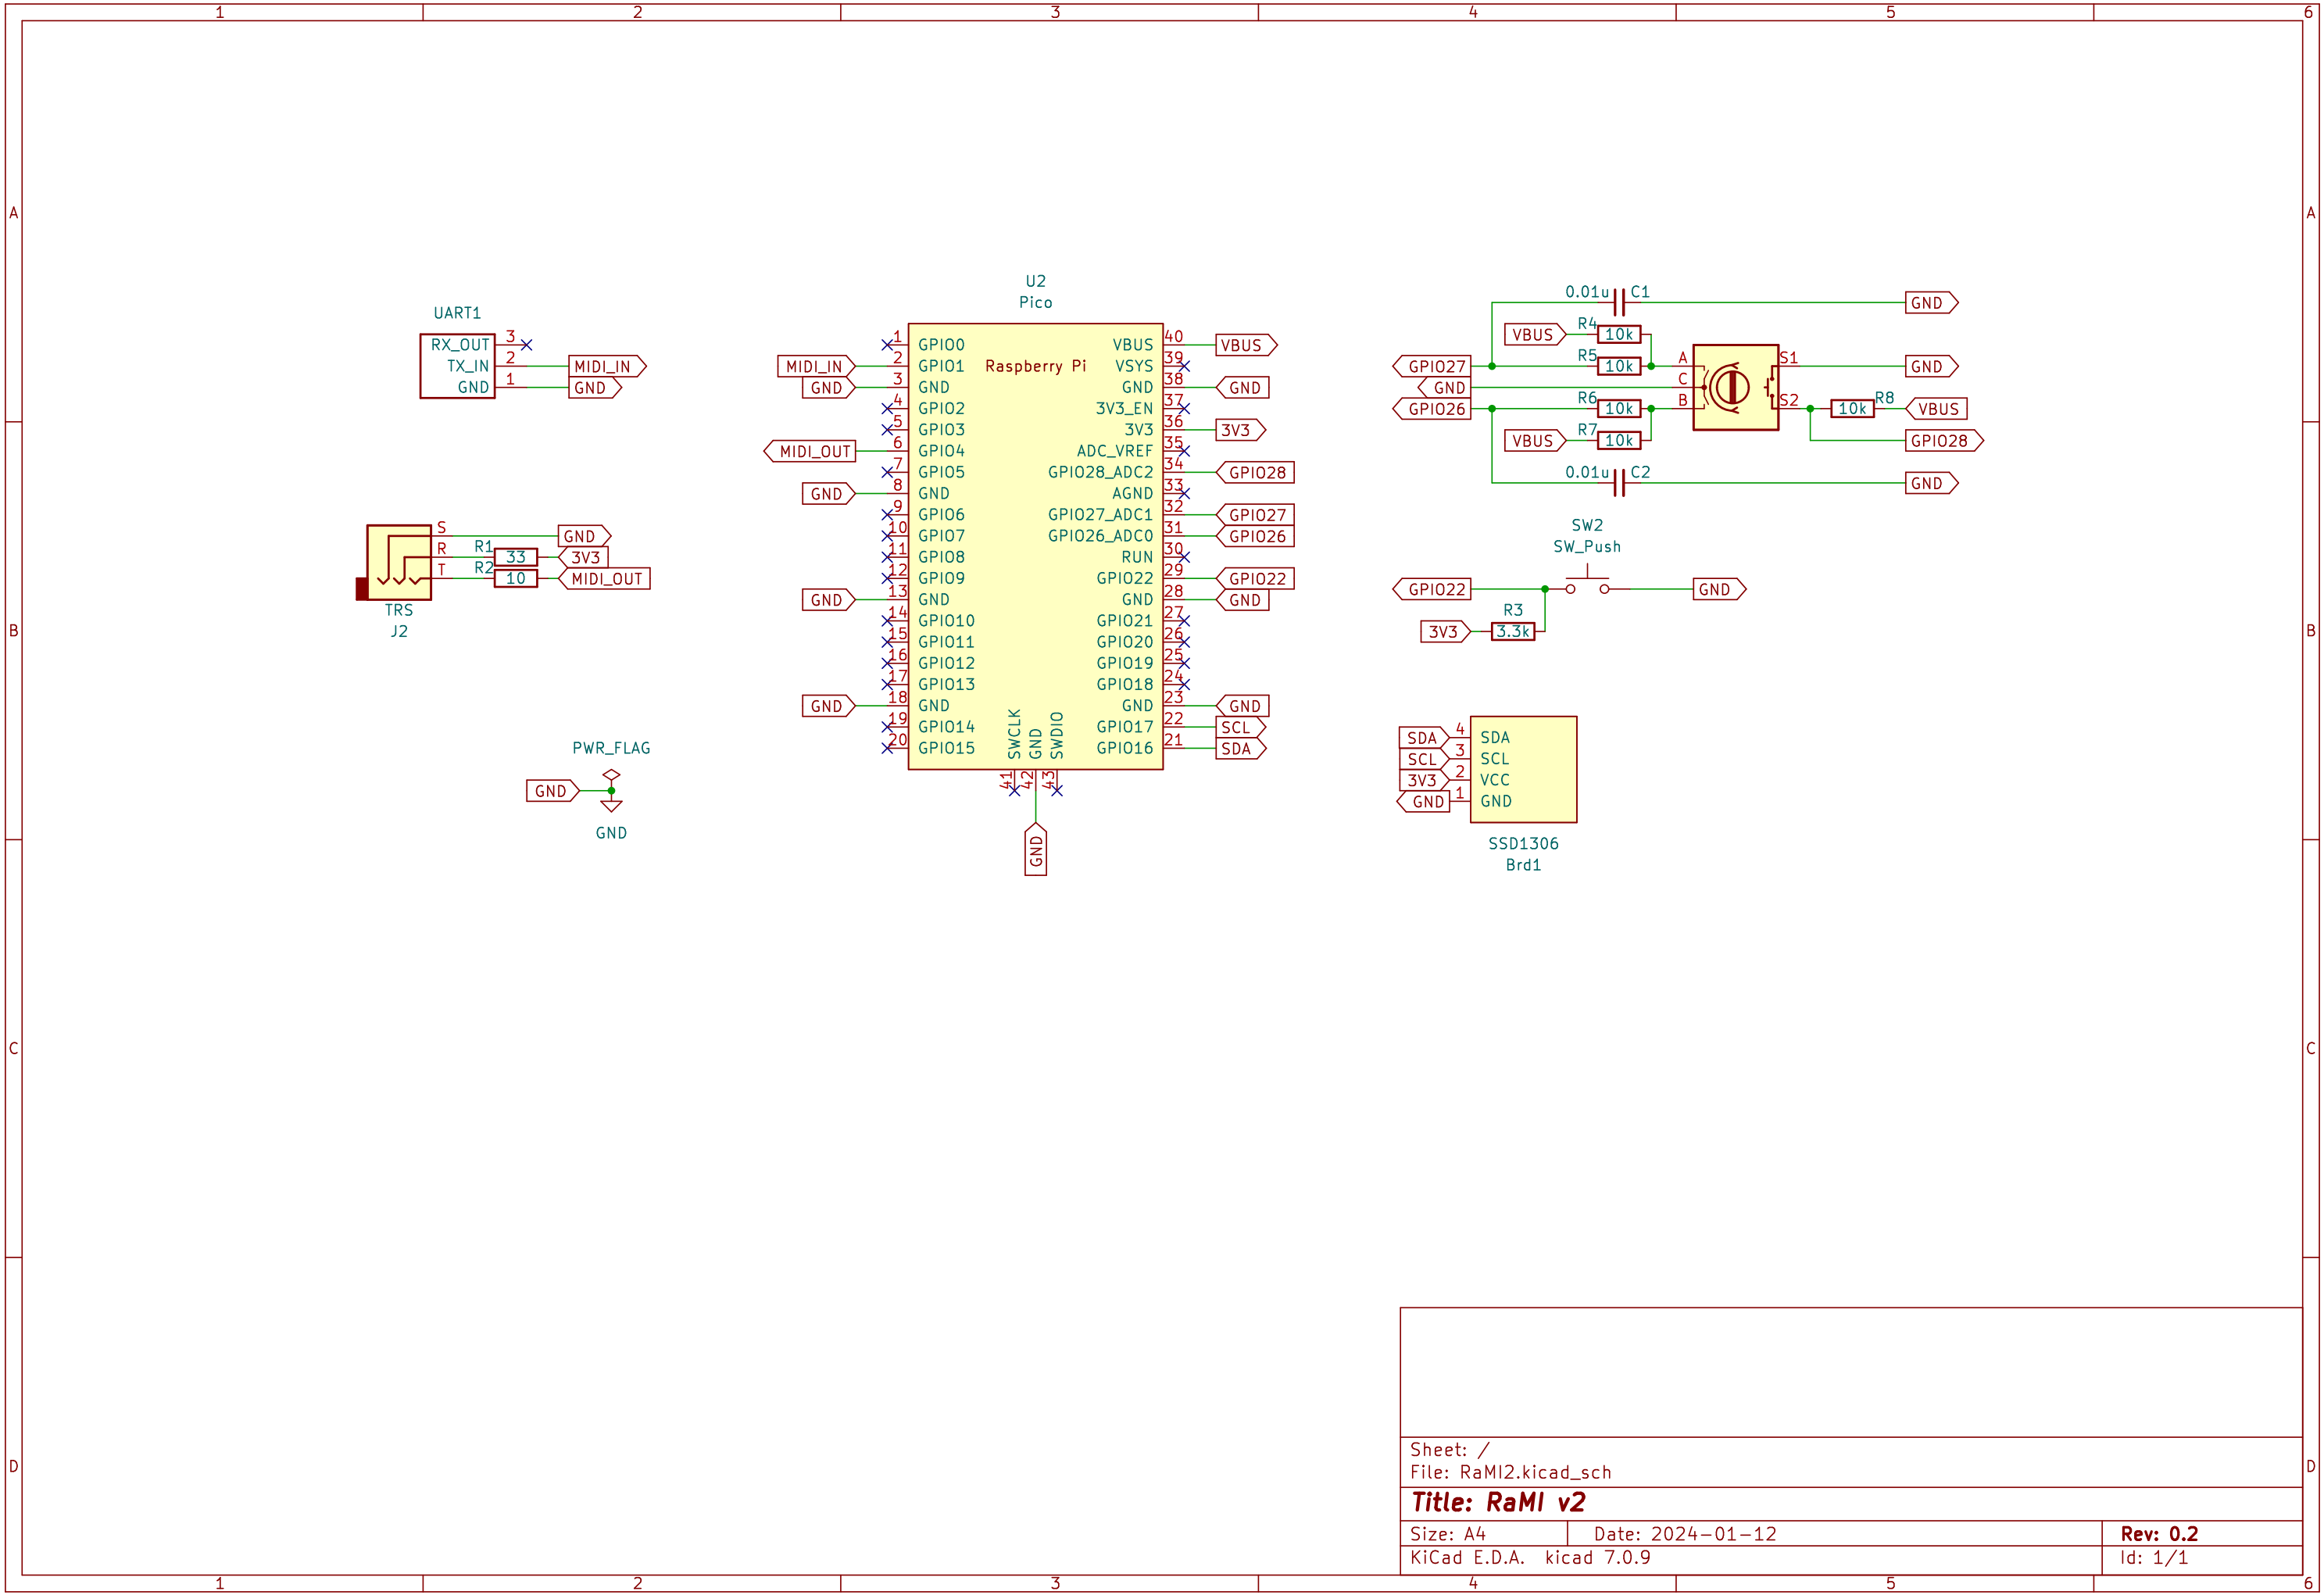 1 2 3 4 5 6
A A
B B
C C
D D
1 2 3 4 5 6
UART1
RX_OUT 3
TX_IN 2 MIDI_IN
GND 1 GND
S GND
R R1 33 3V3
T R2 10 MIDI_OUT
TRS
J2
PWR_FLAG
GND
GND
U2
Pico
Raspberry Pi
1 GPIO0
MIDI_IN 2 GPIO1
GND 3 GND
4 GPIO2
5 GPIO3
MIDI_OUT 6 GPIO4
7 GPIO5
GND 8 GND
9 GPIO6
10 GPIO7
11 GPIO8
12 GPIO9
GND 13 GND
14 GPIO10
15 GPIO11
16 GPIO12
17 GPIO13
GND 18 GND
19 GPIO14
20 GPIO15
VBUS 40 VBUS
VSYS 39
GND 38 GND
3V3_EN 37
3V3 36 3V3
ADC_VREF 35
GPIO28_ADC2 34 GPIO28
AGND 33
GPIO27_ADC1 32 GPIO27
GPIO26_ADC0 31 GPIO26
RUN 30
GPIO22 29 GPIO22
GND 28 GND
GPIO21 27
GPIO20 26
GPIO19 25
GPIO18 24
GND 23 GND
GPIO17 22 SCL
GPIO16 21 SDA
SWCLK GND SWDIO
41 42 43
GND
0.01u C1 GND
VBUS R4 10k
GPIO27 R5 10k A S1 GND
GND C
GPIO26 R6 10k B S2 10k R8 VBUS
VBUS R7 10k GPIO28
0.01u C2 GND
SW2
SW_Push
GPIO22 GND
R3
3V3 3.3k
SDA 4 SDA
SCL 3 SCL
3V3 2 VCC
GND 1 GND
SSD1306
Brd1
Sheet: /
File: RaMI2.kicad_sch
Title: RaMI v2
Size: A4 Date: 2024-01-12 Rev: 0.2
KiCad E.D.A. kicad 7.0.9 Id: 1/1